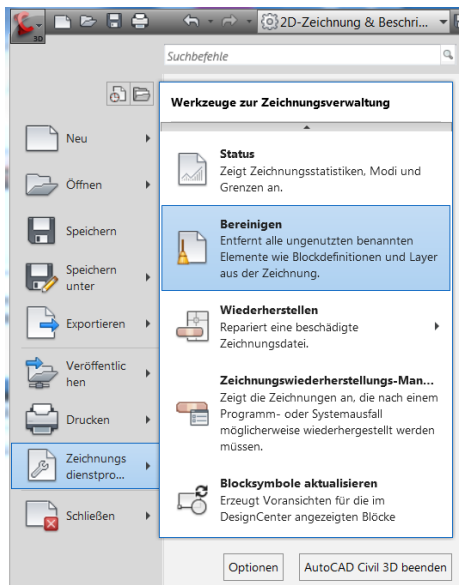 3D
2D-Zeichnung & Beschri...
Suchbefehle
Werkzeuge zur Zeichnungsverwaltung
Neu
Öffnen
Speichern
Speichern
unter
Exportieren
Veröffentlic
hen
Drucken
Zeichnungs
dienstpro...
Schließen
Status
Zeigt Zeichnungsstatistiken, Modi und
Grenzen an.
Bereinigen
Entfernt alle ungenutzten benannten
Elemente wie Blockdefinitionen und Layer
aus der Zeichnung.
Wiederherstellen
Repariert eine beschädigte
Zeichnungsdatei.
Zeichnungswiederherstellungs-Man...
Zeigt die Zeichnungen an, die nach einem
Programm- oder Systemausfall
möglicherweise wiederhergestellt werden
müssen.
Blocksymbole aktualisieren
Erzeugt Voransichten für die im
DesignCenter angezeigten Blöcke
Optionen
AutoCAD Civil 3D beenden